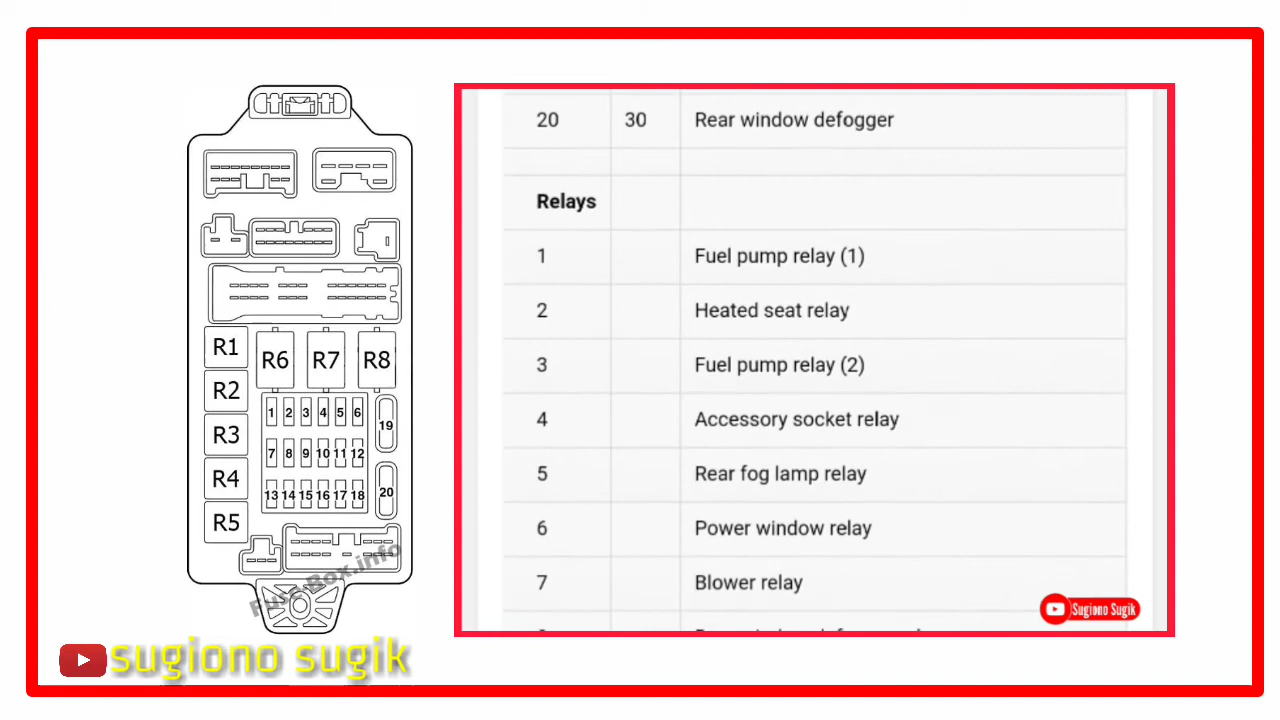 R1
R2
R3
R4
R5
R6 R7 R8
1 2 3 4 5 6
7 8 9 10 11 12
13 14 15 16 17 18
19
20
Fuse-Box.info
sugiono sugik
20 30 Rear window defogger
Relays
1 Fuel pump relay (1)
2 Heated seat relay
3 Fuel pump relay (2)
4 Accessory socket relay
5 Rear fog lamp relay
6 Power window relay
7 Blower relay
Sugiono Sugik